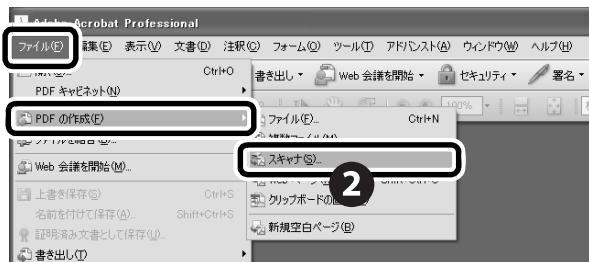 Adobe Acrobat Professional
ファイル(F) 編集(E) 表示(V) 文書(D) 注釈(C) フォーム(O) ツール(T) アドバンスト(A) ウィンドウ(W) ヘルプ(H)
Ctrl+O
書き出し Web 会議を開始 セキュリティ 署名
PDF キャビネット(N)
100%
PDF の作成(F)
ファイル(F)... Ctrl+N
スキャナ(S)...
Web 会議を開始(M)...
2
上書き保存(S) Ctrl+S
クリップボードの
名前を付けて保存(A)... Shift+Ctrl+S
新規空白ページ(B)
証明済み文書として保存(U)...
書き出し(T)